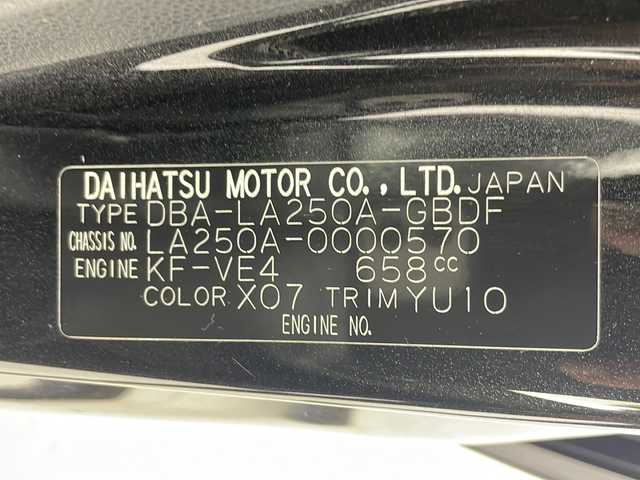 DAIHATSU MOTOR CO., LTD. JAPAN
TYPE DBA-LA250A-GBDF
CHASSIS NO. LA250A-0000570
ENGINE KF-VE4 658cc
COLOR X07 TRIM YU10
ENGINE NO.